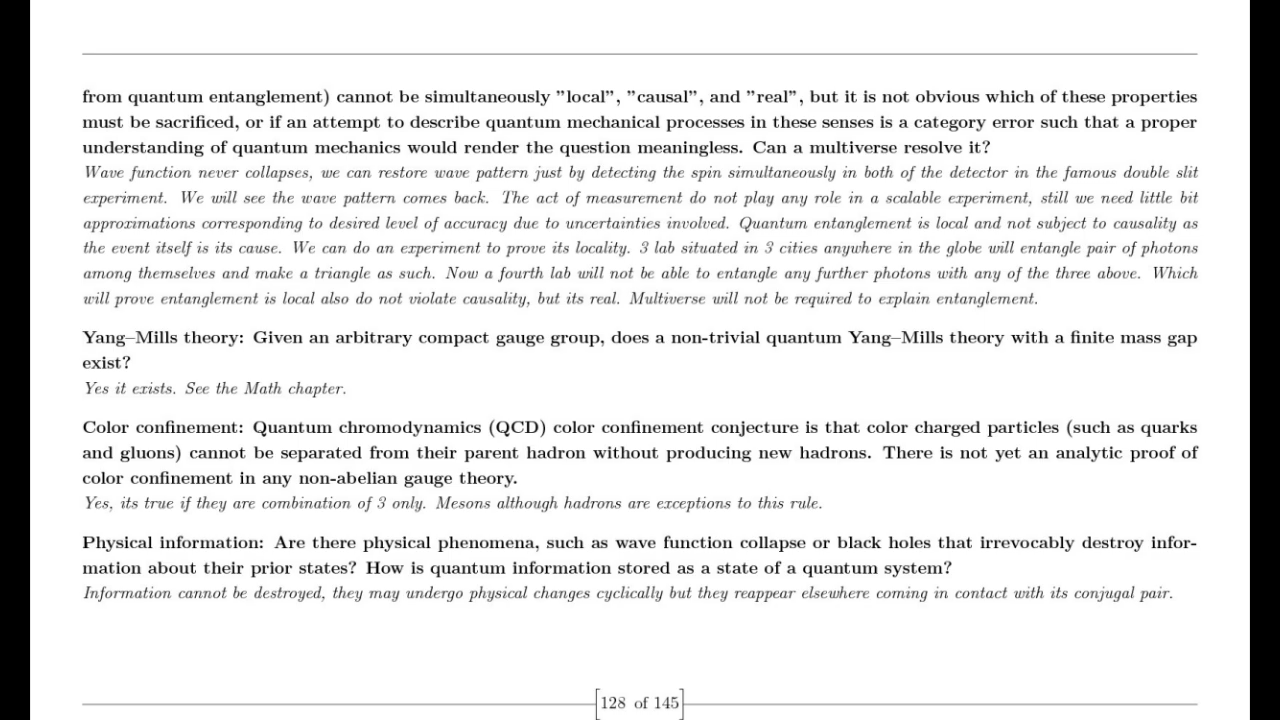 from quantum entanglement) cannot be simultaneously ”local”, ”causal”, and ”real”, but it is not obvious which of these properties
must be sacrificed, or if an attempt to describe quantum mechanical processes in these senses is a category error such that a proper
understanding of quantum mechanics would render the question meaningless. Can a multiverse resolve it?
Wave function never collapses, we can restore wave pattern just by detecting the spin simultaneously in both of the detector in the famous double slit
experiment. We will see the wave pattern comes back. The act of measurement do not play any role in a scalable experiment, still we need little bit
approximations corresponding to desired level of accuracy due to uncertainties involved. Quantum entanglement is local and not subject to causality as
the event itself is its cause. We can do an experiment to prove its locality. 3 lab situated in 3 cities anywhere in the globe will entangle pair of photons
among themselves and make a triangle as such. Now a fourth lab will not be able to entangle any further photons with any of the three above. Which
will prove entanglement is local also do not violate causality, but its real. Multiverse will not be required to explain entanglement.
Yang–Mills theory: Given an arbitrary compact gauge group, does a non-trivial quantum Yang–Mills theory with a finite mass gap
exist?
Yes it exists. See the Math chapter.
Color confinement: Quantum chromodynamics (QCD) color confinement conjecture is that color charged particles (such as quarks
and gluons) cannot be separated from their parent hadron without producing new hadrons. There is not yet an analytic proof of
color confinement in any non-abelian gauge theory.
Yes, its true if they are combination of 3 only. Mesons although hadrons are exceptions to this rule.
Physical information: Are there physical phenomena, such as wave function collapse or black holes that irrevocably destroy infor-
mation about their prior states? How is quantum information stored as a state of a quantum system?
Information cannot be destroyed, they may undergo physical changes cyclically but they reappear elsewhere coming in contact with its conjugal pair.
128 of 145